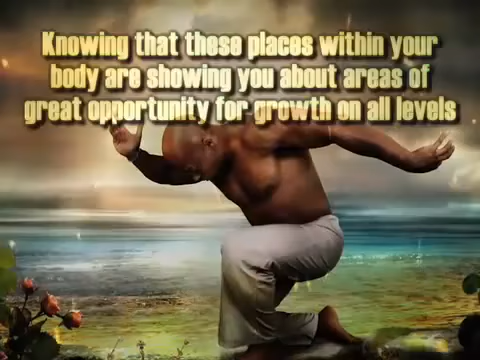 Knowing that these places within your
body are showing you about areas of
great opportunity for growth on all levels